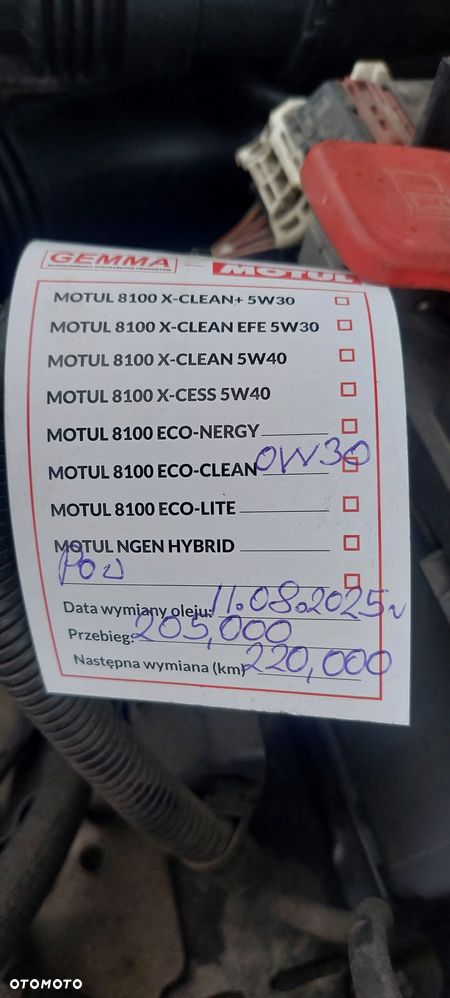 GEMMA MOTUL
MOTUL 8100 X-CLEAN+ 5W30
MOTUL 8100 X-CLEAN EFE 5W30
MOTUL 8100 X-CLEAN 5W40
MOTUL 8100 X-CESS 5W40
MOTUL 8100 ECO-NERGY
MOTUL 8100 ECO-CLEAN 0W30
MOTUL 8100 ECO-LITE
MOTUL NGEN HYBRID
Data wymiany oleju: 11.08.2025r
Przebieg: 205,000
Następna wymiana (km) 220,000
OTOMOTO